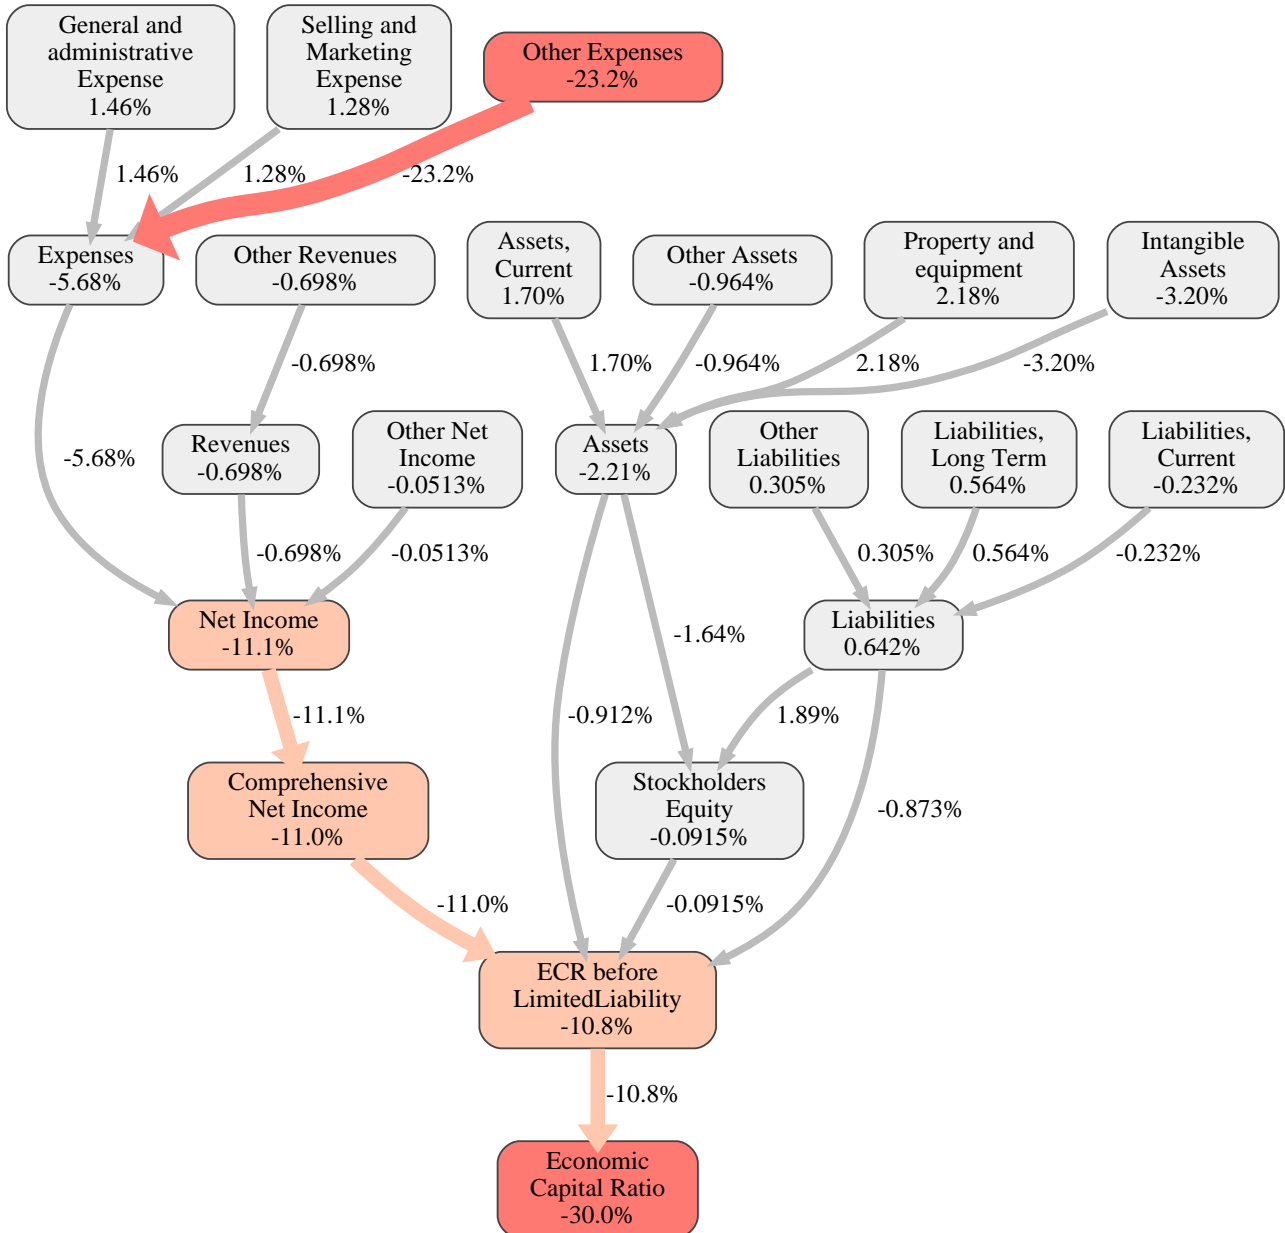 General and
administrative
Expense
1.46%
Selling and
Marketing
Expense
1.28%
Other Expenses
-23.2%
1.46%
1.28%
-23.2%
Expenses
-5.68%
Other Revenues
-0.698%
Assets,
Current
1.70%
Other Assets
-0.964%
Property and
equipment
2.18%
Intangible
Assets
-3.20%
-0.698%
1.70%
-0.964%
2.18%
-3.20%
-5.68%
Revenues
-0.698%
Other Net
Income
-0.0513%
Assets
-2.21%
Other
Liabilities
0.305%
Liabilities,
Long Term
0.564%
Liabilities,
Current
-0.232%
-0.698%
-0.0513%
0.305%
0.564%
-0.232%
Net Income
-11.1%
-1.64%
Liabilities
0.642%
-11.1%
-0.912%
1.89%
Comprehensive
Net Income
-11.0%
Stockholders
Equity
-0.0915%
-0.873%
-11.0%
-0.0915%
ECR before
LimitedLiability
-10.8%
-10.8%
Economic
Capital Ratio
-30.0%